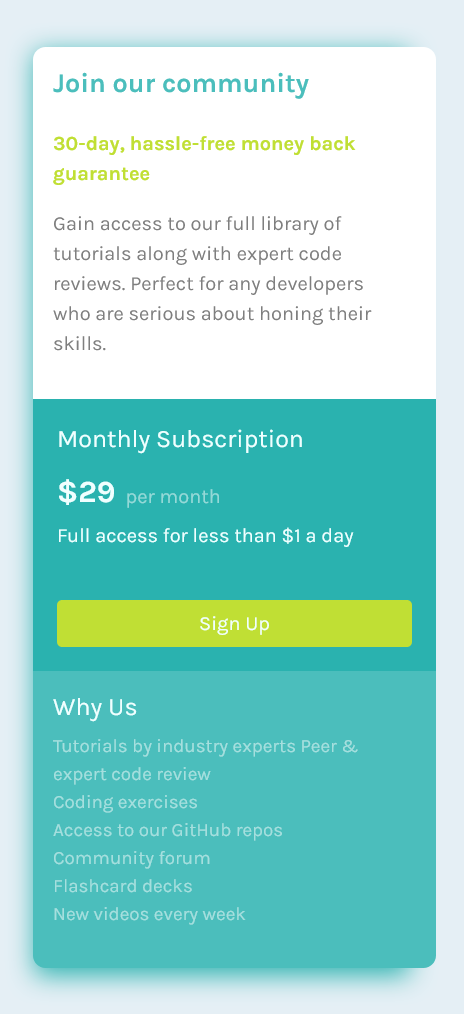 Join our community
30-day, hassle-free money back
guarantee
Gain access to our full library of
tutorials along with expert code
reviews. Perfect for any developers
who are serious about honing their
skills.
Monthly Subscription
$29 per month
Full access for less than $1 a day
Sign Up
Why Us
Tutorials by industry experts Peer &
expert code review
Coding exercises
Access to our GitHub repos
Community forum
Flashcard decks
New videos every week